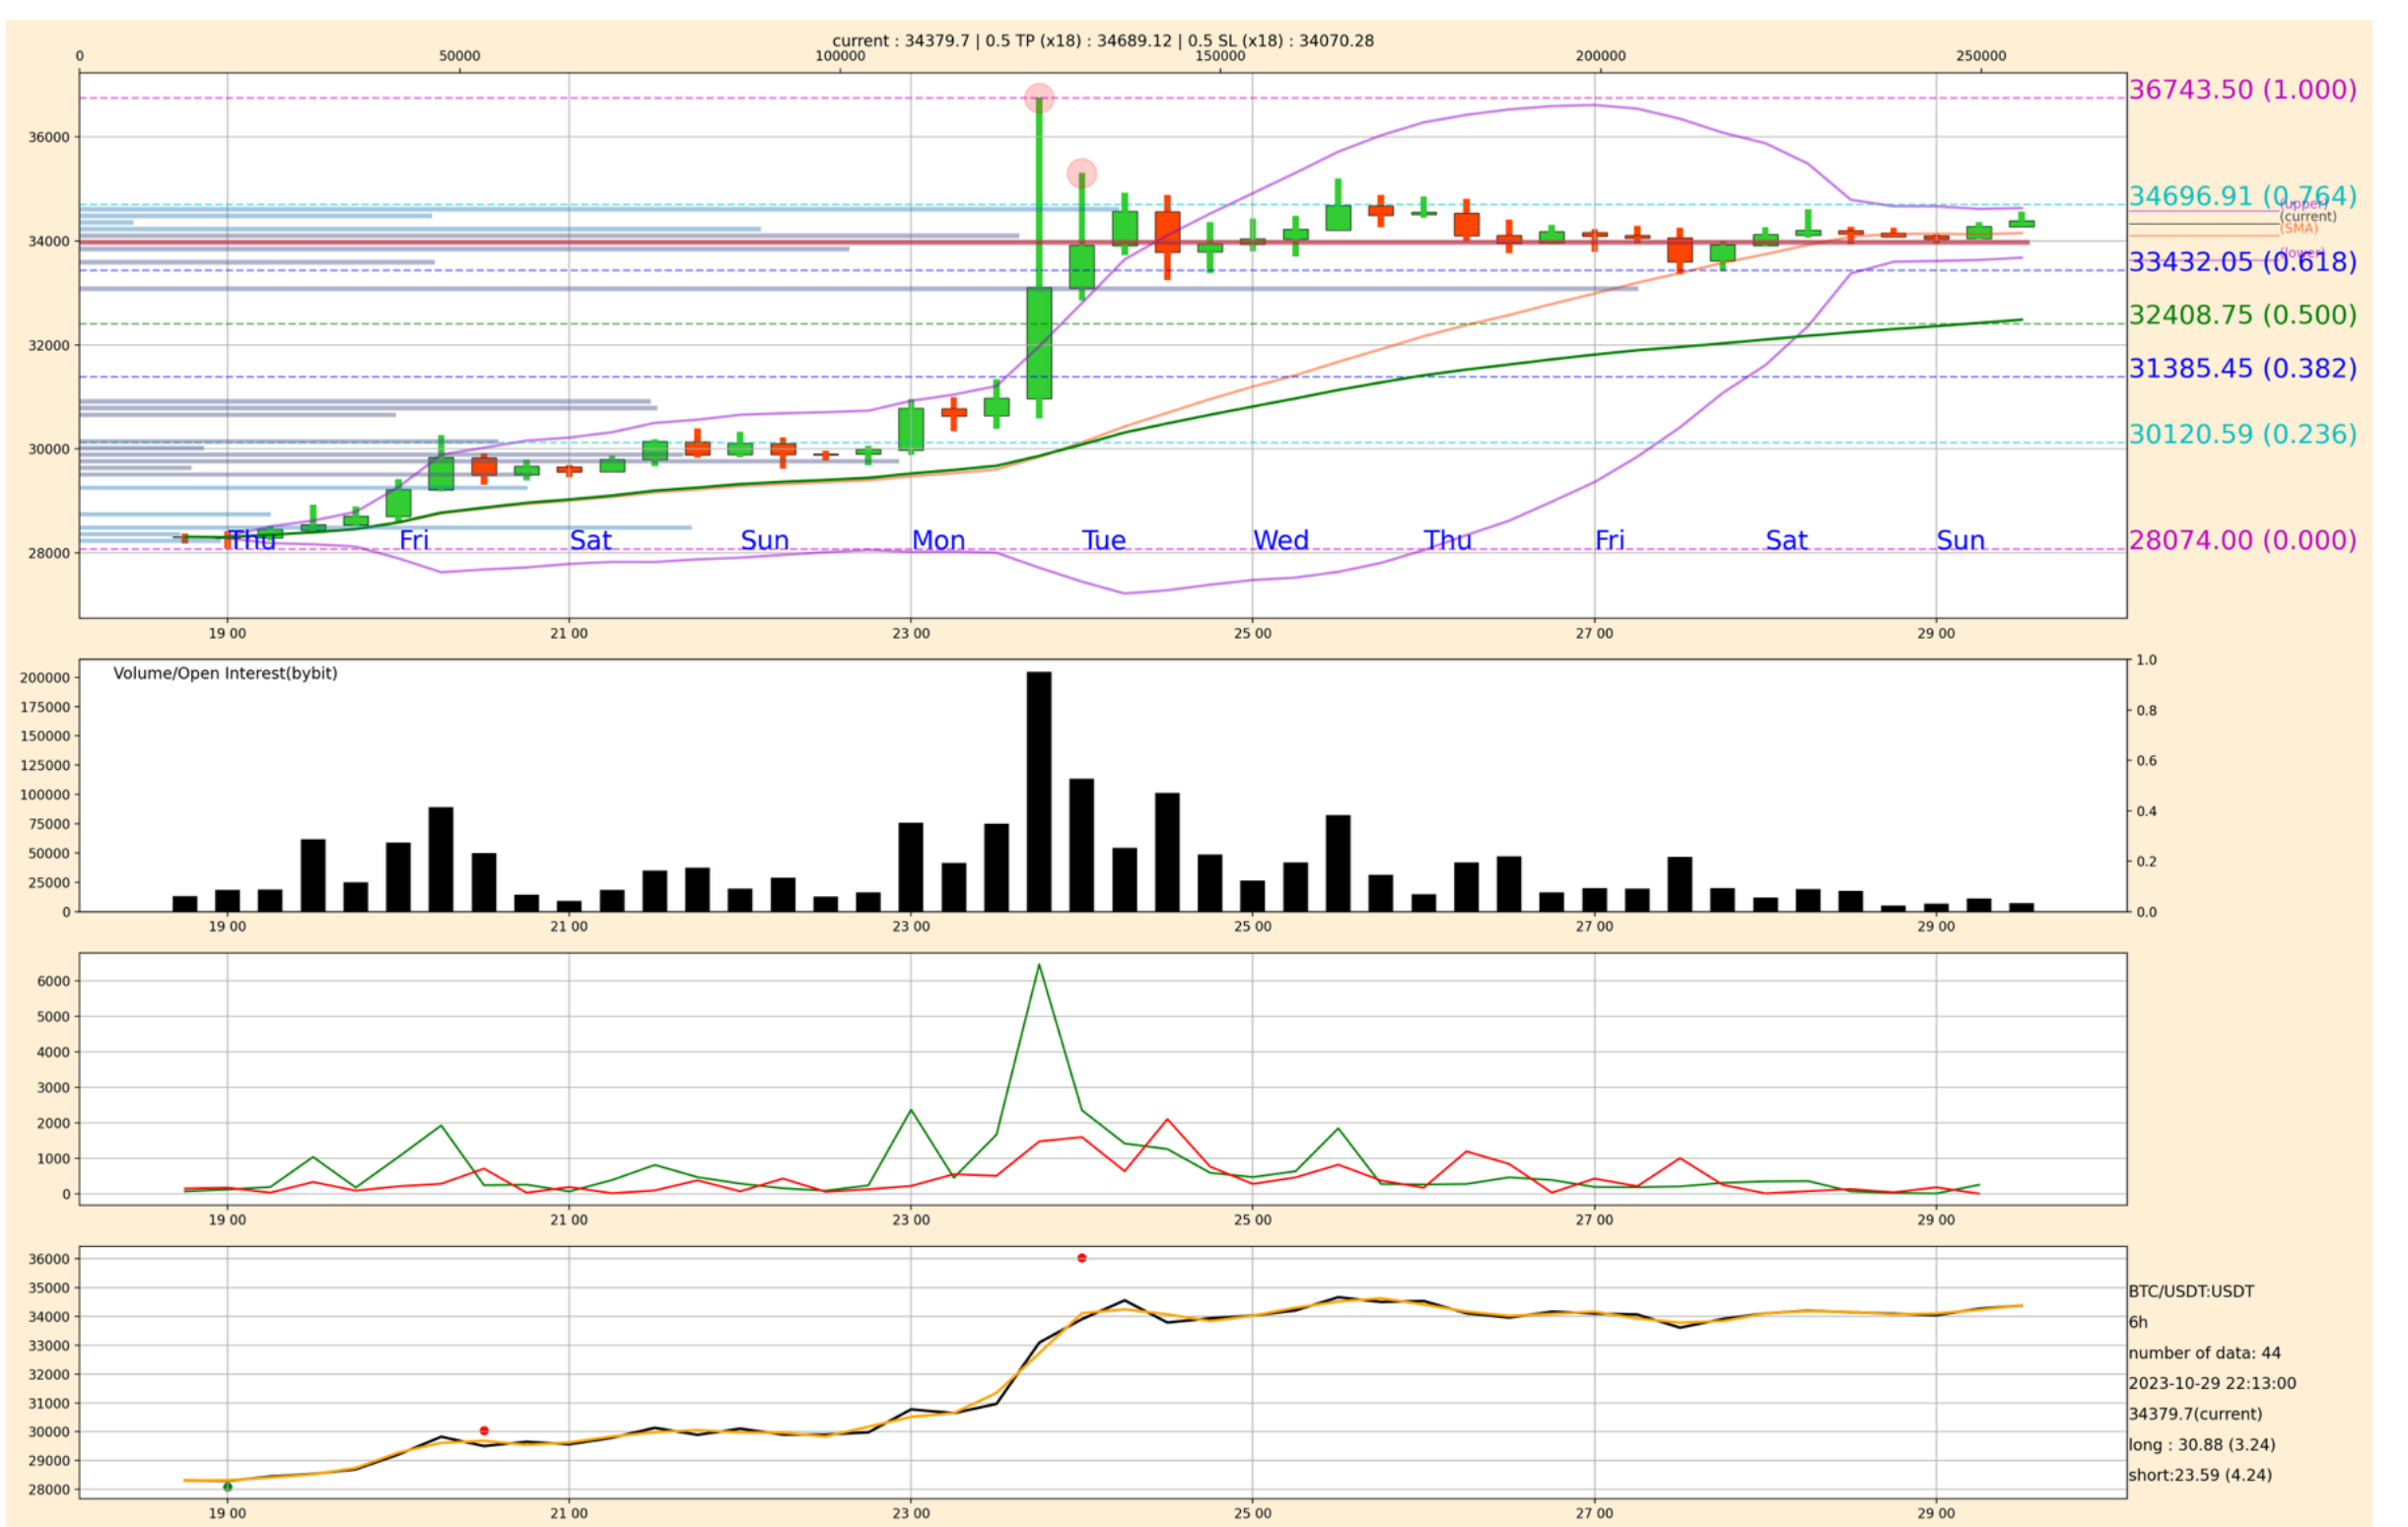 current : 34379.7 | 0.5 TP (x18) : 34689.12 | 0.5 SL (x18) : 34070.28
0 50000 100000 150000 200000 250000
36743.50 (1.000)
36000
34696.91 (0.764)
(upper)
(current)
(SMA)
34000
(lower)
33432.05 (0.618)
32408.75 (0.500)
32000
31385.45 (0.382)
30120.59 (0.236)
30000
Thu Fri Sat Sun Mon Tue Wed Thu Fri Sat Sun
28074.00 (0.000)
28000
19 00 21 00 23 00 25 00 27 00 29 00
Volume/Open Interest(bybit)
1.0
200000
175000
0.8
150000
125000
0.6
100000
0.4
75000
50000
0.2
25000
0 0.0
19 00 21 00 23 00 25 00 27 00 29 00
6000
5000
4000
3000
2000
1000
0
19 00 21 00 23 00 25 00 27 00 29 00
36000
35000
34000
33000
32000
31000
30000
29000
28000
BTC/USDT:USDT
6h
number of data: 44
2023-10-29 22:13:00
34379.7(current)
long : 30.88 (3.24)
short:23.59 (4.24)
19 00 21 00 23 00 25 00 27 00 29 00